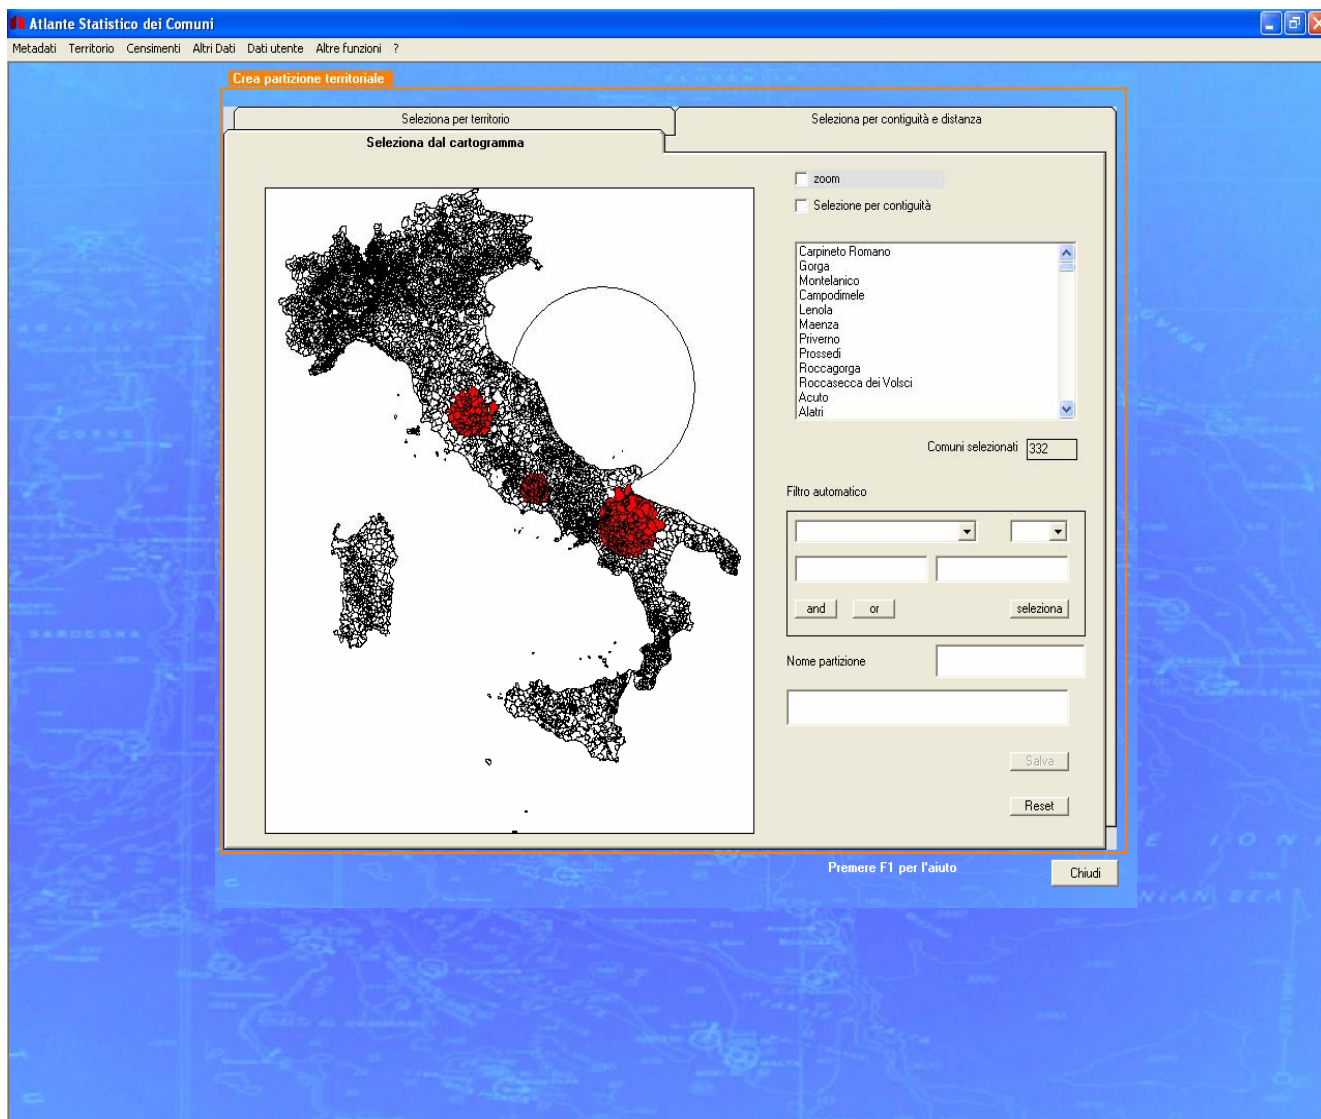 Atlante Statistico dei Comuni
Metadati Territorio Censimenti Altri Dati Dati utente Altre funzioni ?
Crea partizione territoriale
Seleziona per territorio
Seleziona per contiguità e distanza
Seleziona dal cartogramma
zoom
Selezione per contiguità
Carpineto Romano
Gorga
Montelanico
Campodimele
Lenola
Maenza
Priverno
Prossedi
Roccagorga
Roccasecca dei Volsci
Acuto
Alatri
Comuni selezionati 332
Filtro automatico
and or seleziona
Nome partizione
Salva
Reset
Premere F1 per l'aiuto
Chiudi
SARDEGNA